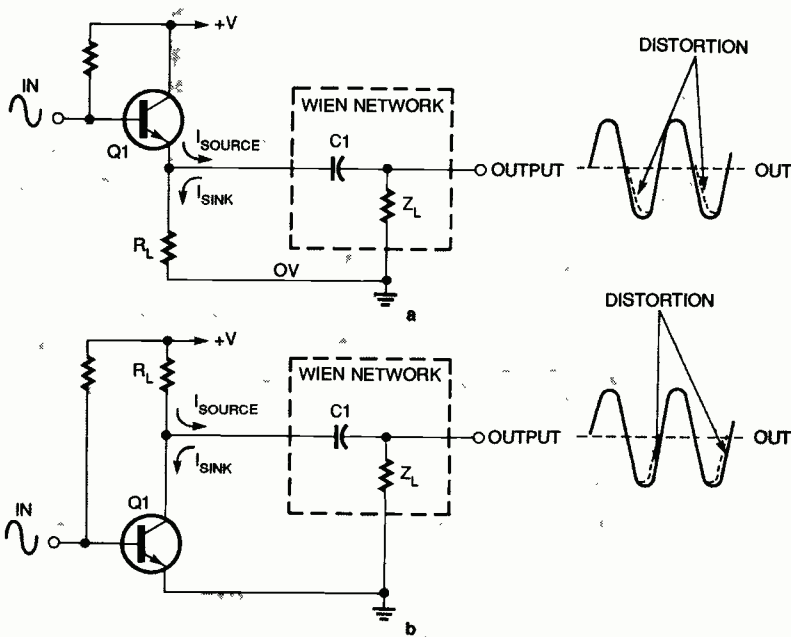 +V
DISTORTION
IN
WIEN NETWORK
Q1
I_SOURCE
C1
OUTPUT
OUT
I_SINK
Z_L
R_L
OV
a
DISTORTION
+V
R_L
WIEN NETWORK
I_SOURCE
C1
OUTPUT
OUT
I_SINK
Z_L
Q1
IN
b